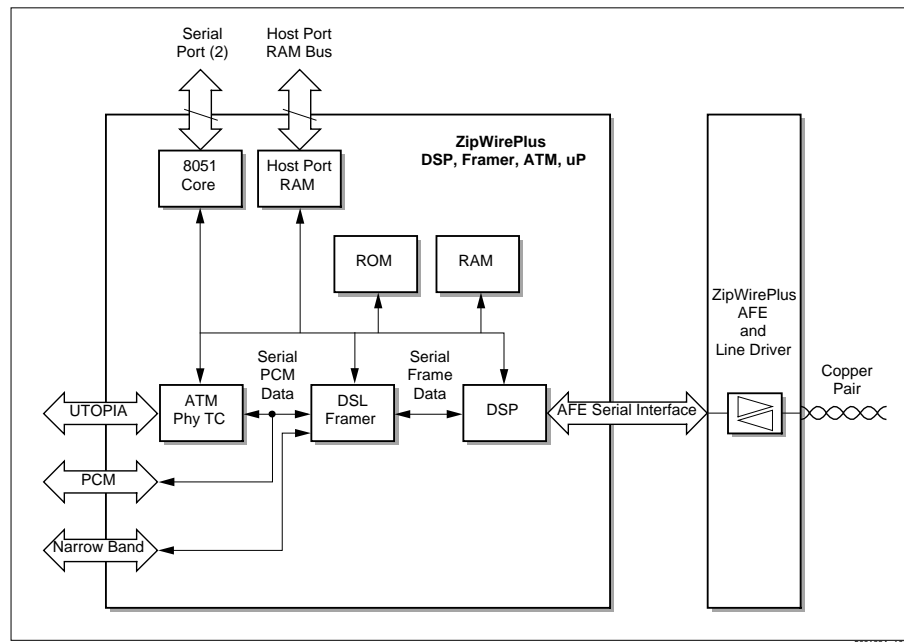 Serial
Port (2)
Host Port
RAM Bus
ZipWirePlus
DSP, Framer, ATM, uP
8051
Core
Host Port
RAM
ROM
RAM
ZipWirePlus
AFE
and
Line Driver
Serial
PCM
Data
Serial
Frame
Data
Copper
Pair
UTOPIA
ATM
Phy TC
DSL
Framer
DSP
AFE Serial Interface
PCM
Narrow Band